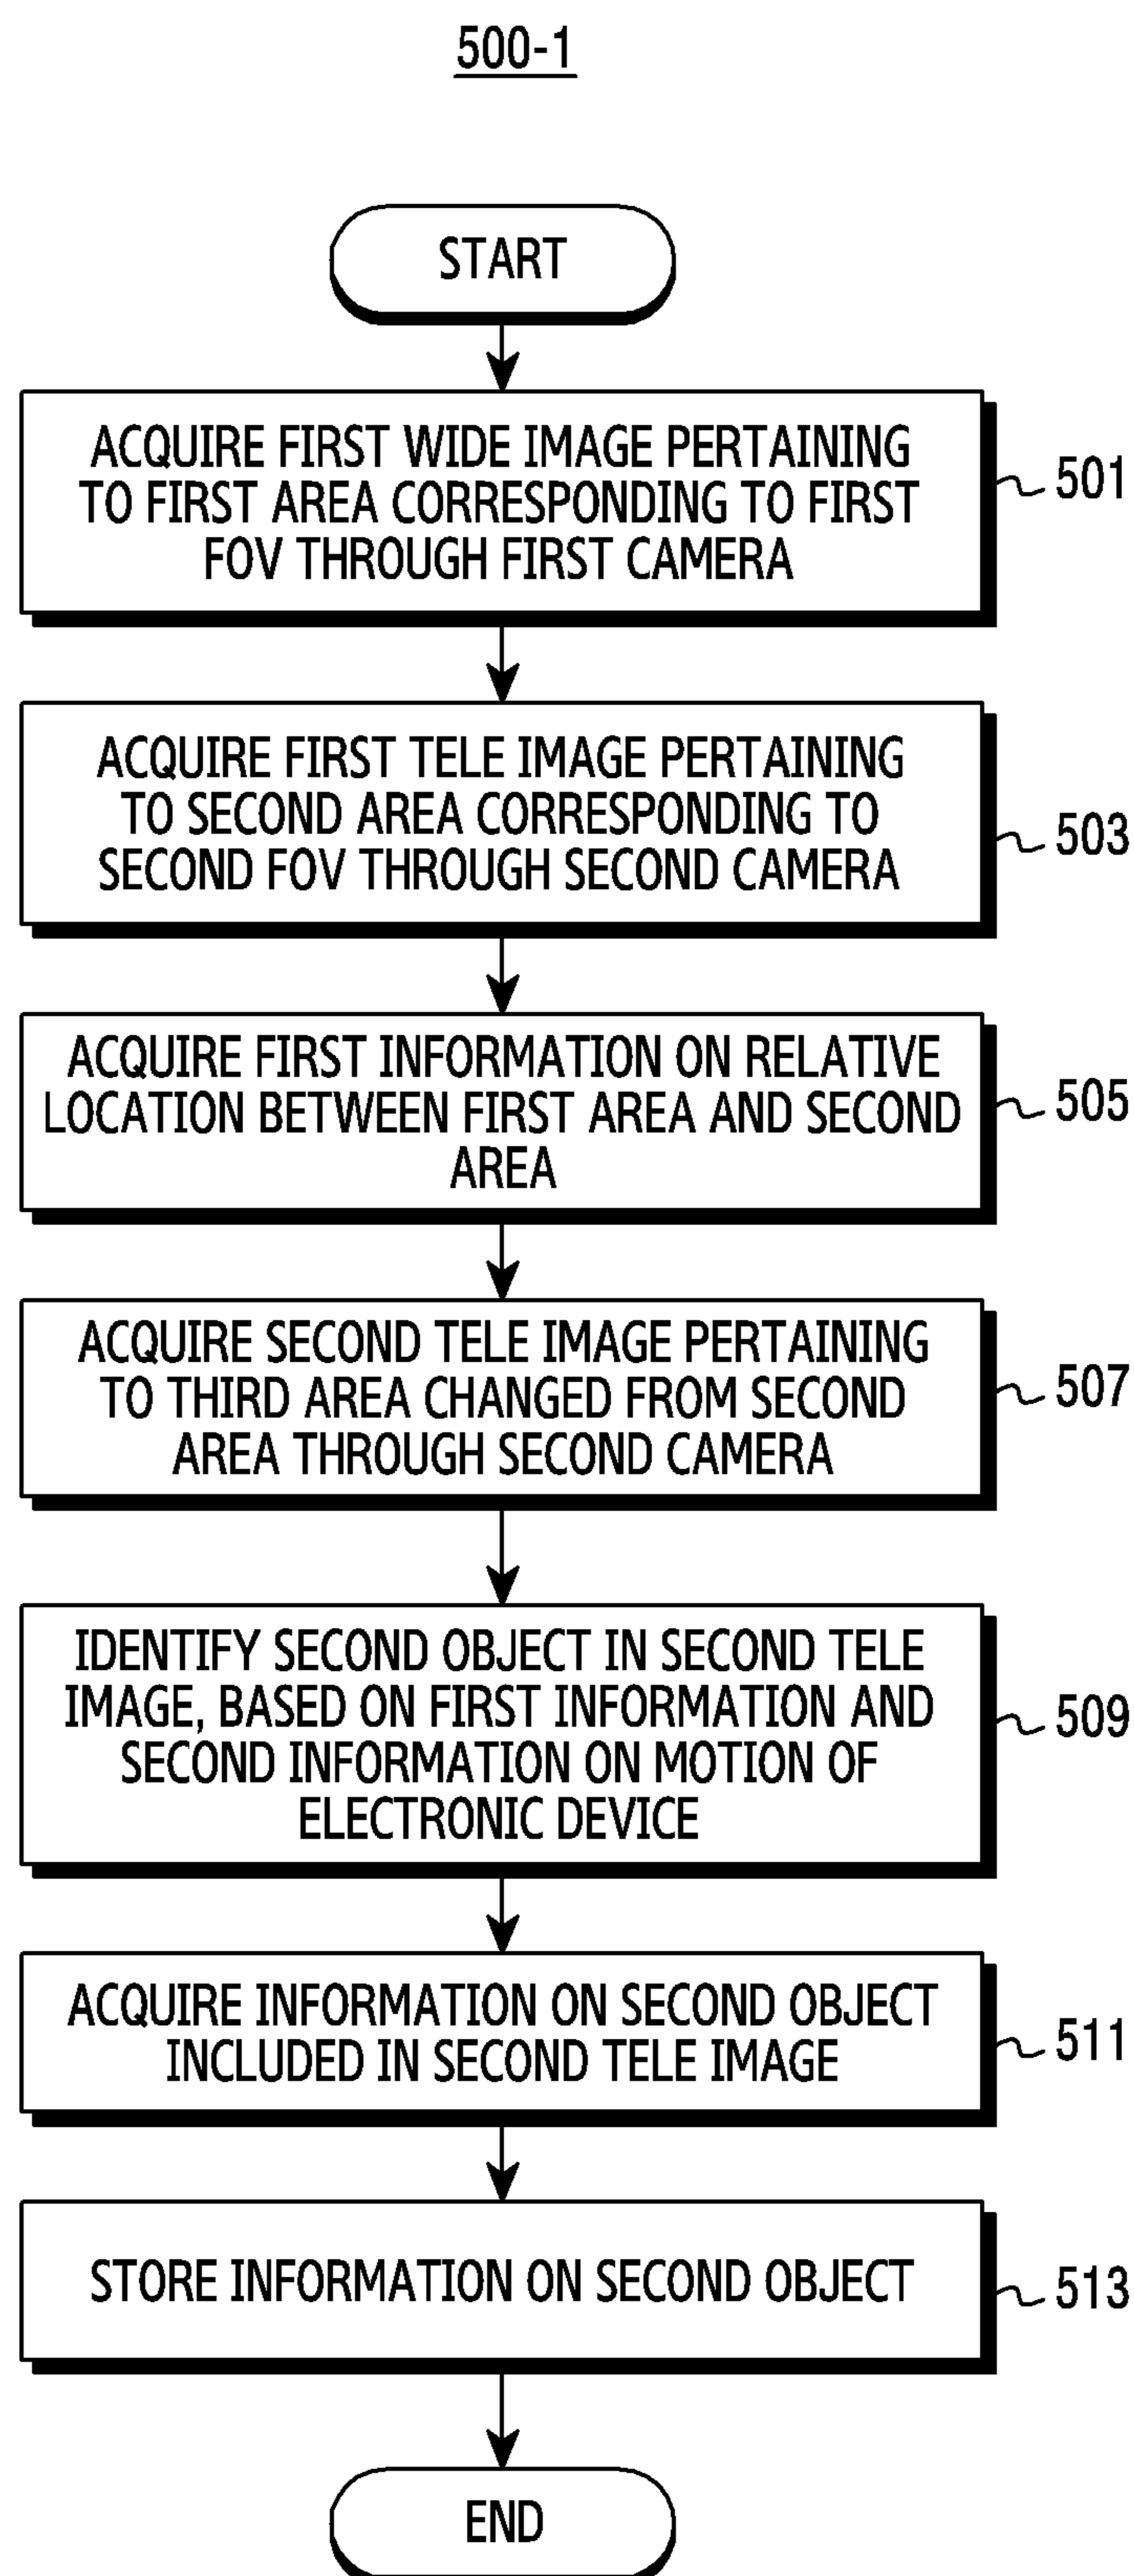 500-1
START
ACQUIRE FIRST WIDE IMAGE PERTAINING
TO FIRST AREA CORRESPONDING TO FIRST
FOV THROUGH FIRST CAMERA
501
ACQUIRE FIRST TELE IMAGE PERTAINING
TO SECOND AREA CORRESPONDING TO
SECOND FOV THROUGH SECOND CAMERA
503
ACQUIRE FIRST INFORMATION ON RELATIVE
LOCATION BETWEEN FIRST AREA AND SECOND
AREA
505
ACQUIRE SECOND TELE IMAGE PERTAINING
TO THIRD AREA CHANGED FROM SECOND
AREA THROUGH SECOND CAMERA
507
IDENTIFY SECOND OBJECT IN SECOND TELE
IMAGE, BASED ON FIRST INFORMATION AND
SECOND INFORMATION ON MOTION OF
ELECTRONIC DEVICE
509
ACQUIRE INFORMATION ON SECOND OBJECT
INCLUDED IN SECOND TELE IMAGE
511
STORE INFORMATION ON SECOND OBJECT
513
END